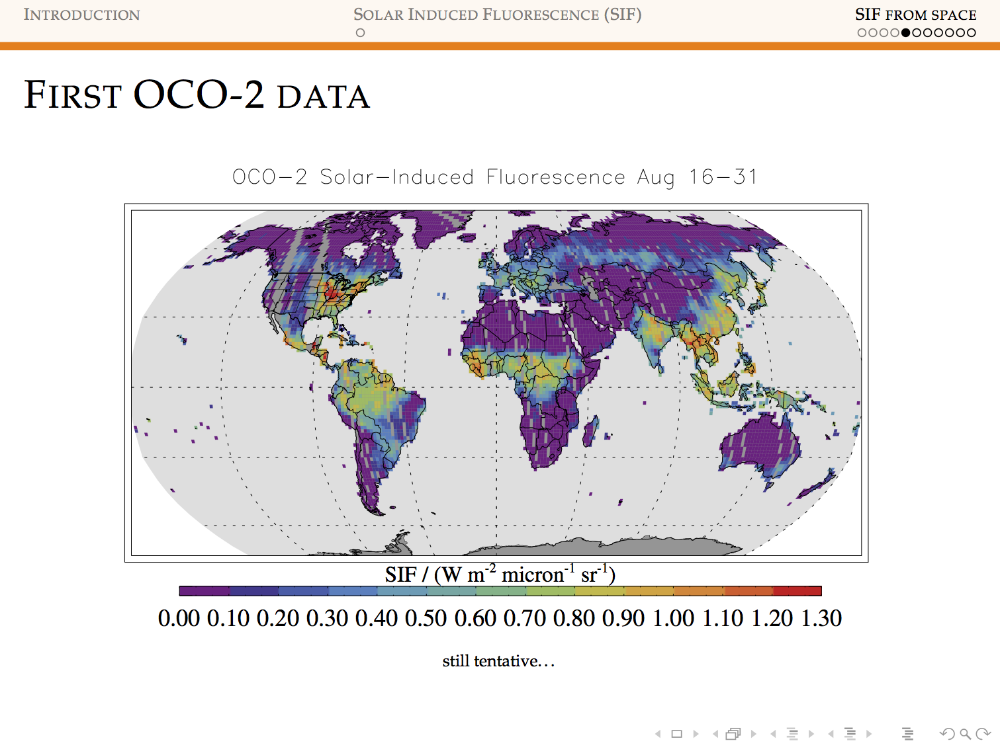 INTRODUCTION
SOLAR INDUCED FLUORESCENCE (SIF)
SIF FROM SPACE
FIRST OCO-2 DATA
OCO-2 Solar-Induced Fluorescence Aug 16-31
SIF / (W m-2 micron-1 sr-1)
0.00 0.10 0.20 0.30 0.40 0.50 0.60 0.70 0.80 0.90 1.00 1.10 1.20 1.30
still tentative...